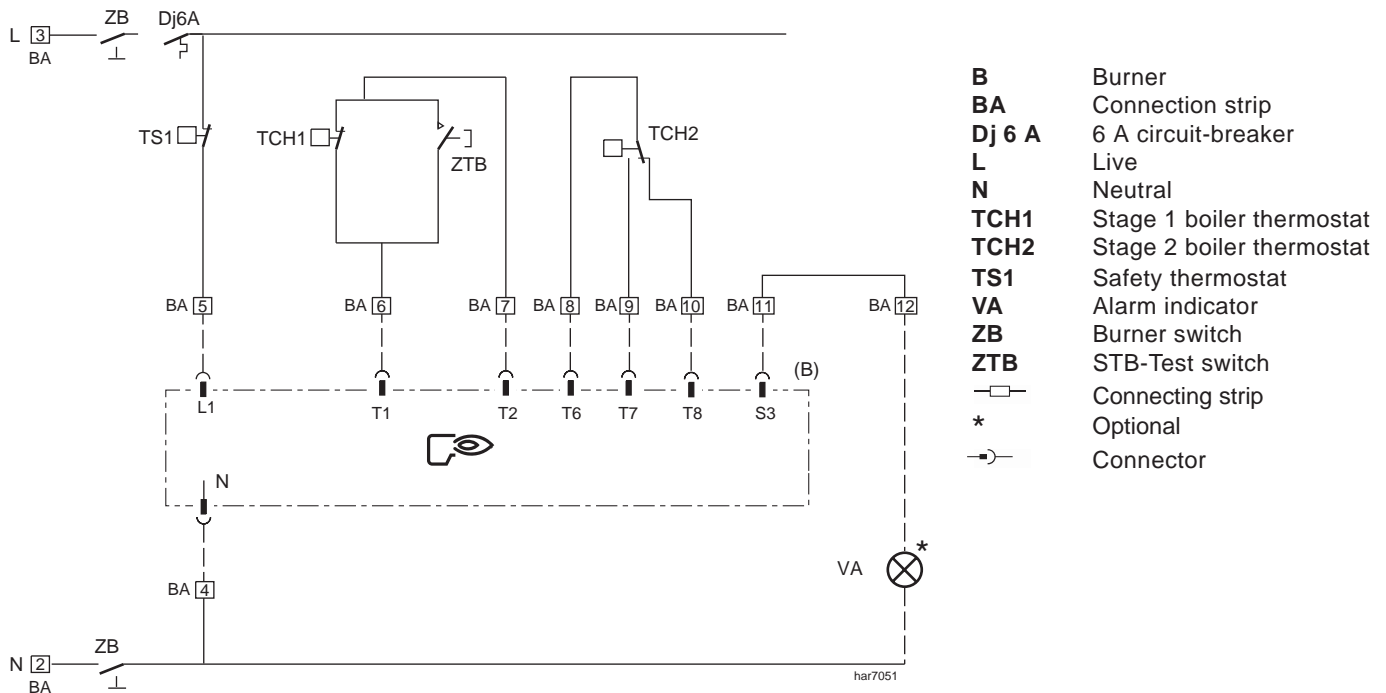 ZB Dj6A
L 3
BA
TS1 TCH1 ZTB TCH2
BA 5 BA 6 BA 7 BA 8 BA 9 BA 10 BA 11 BA 12
(B)
L1 T1 T2 T6 T7 T8 S3
N
VA *
BA 4
ZB
N 2
BA
har7051
B Burner
BA Connection strip
Dj 6 A 6 A circuit-breaker
L Live
N Neutral
TCH1 Stage 1 boiler thermostat
TCH2 Stage 2 boiler thermostat
TS1 Safety thermostat
VA Alarm indicator
ZB Burner switch
ZTB STB-Test switch
Connecting strip
* Optional
Connector